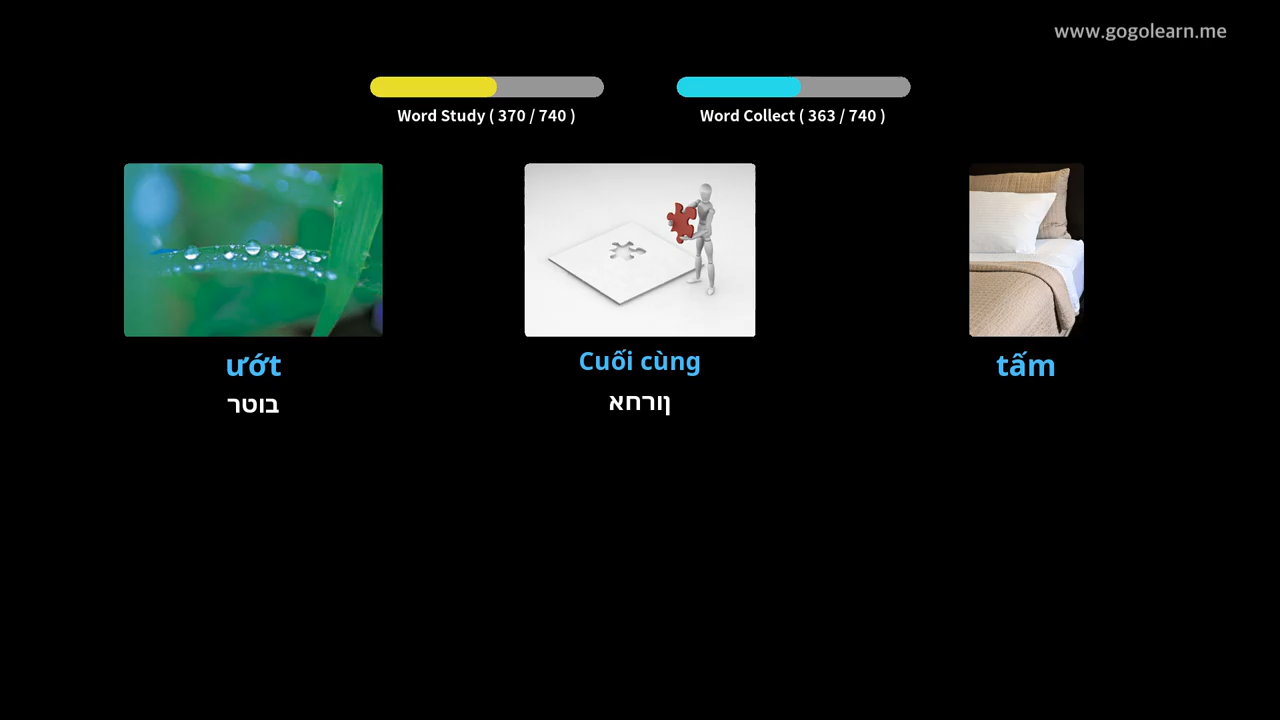 www.gogolearn.me
Word Study ( 370 / 740 )
Word Collect ( 363 / 740 )
ướt
רטוב
Cuối cùng
אחרון
tấm